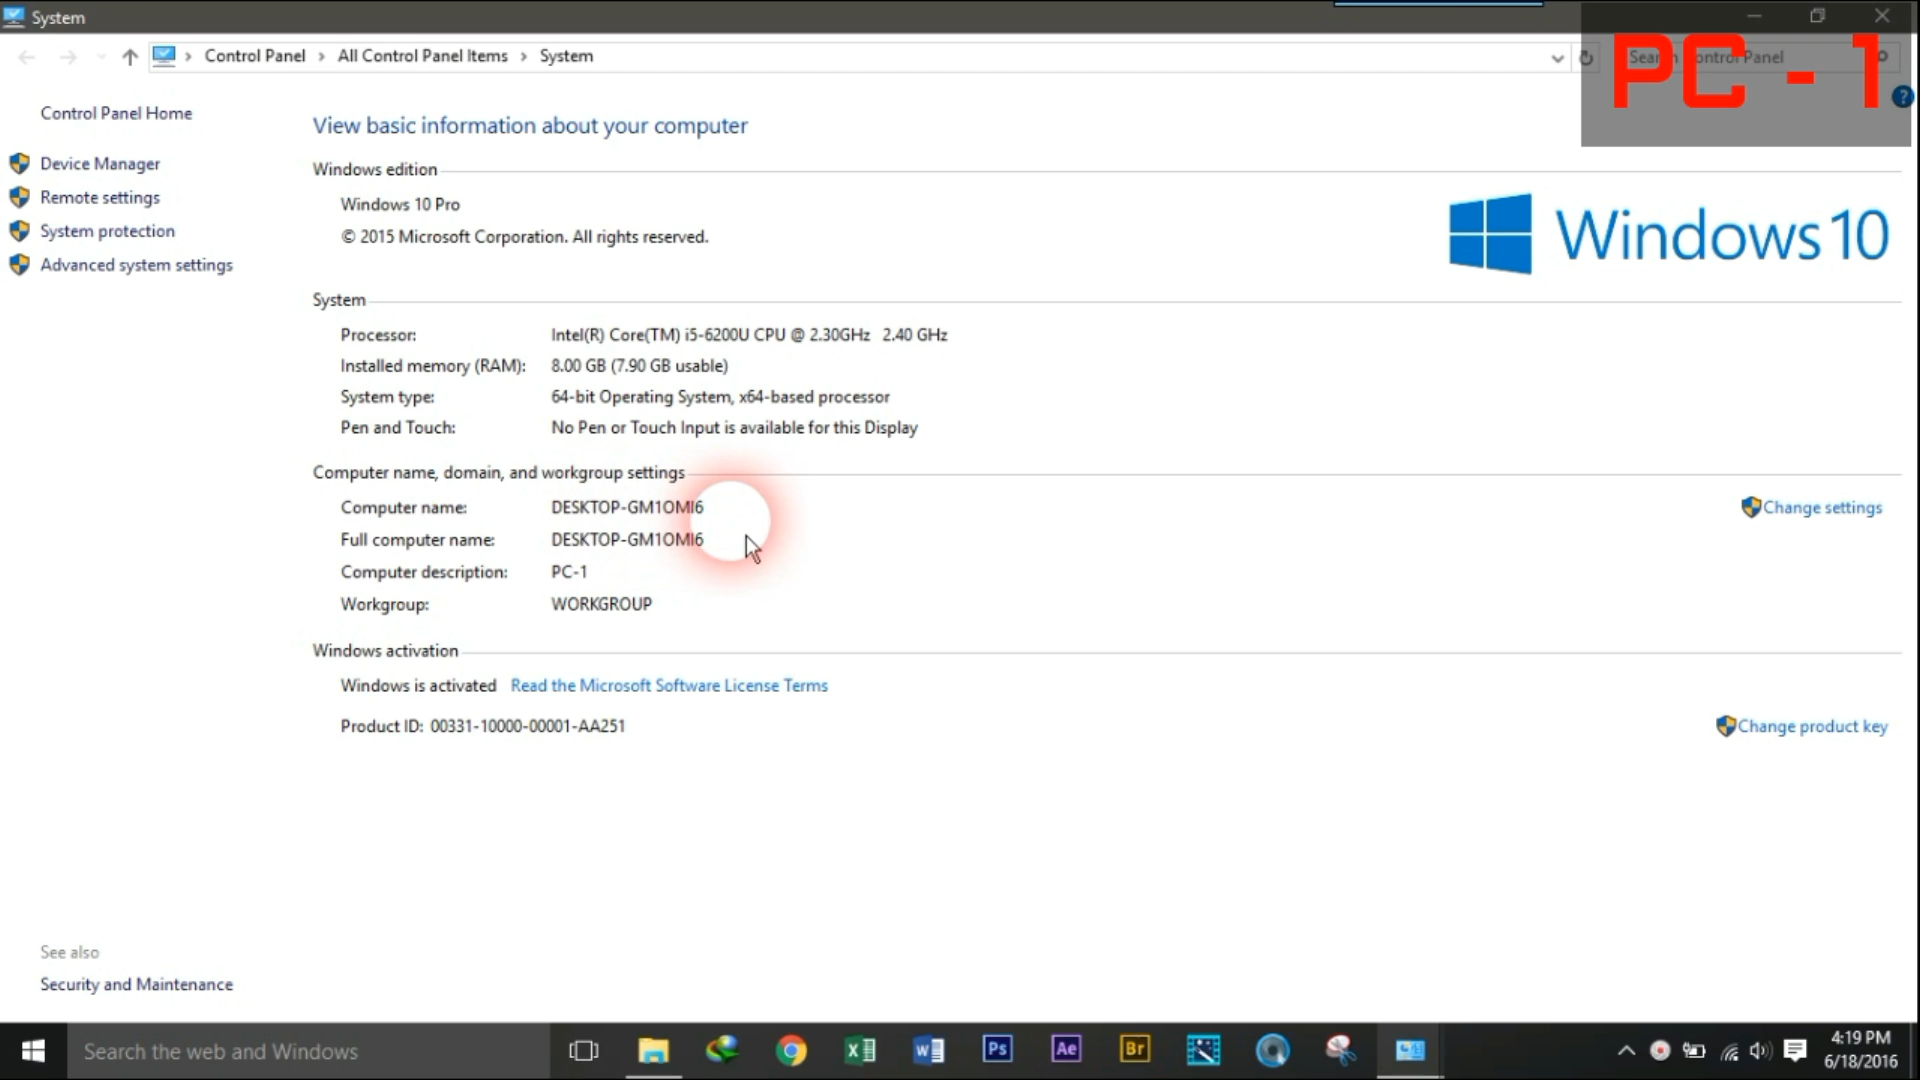 System
PC - 1
Control Panel > All Control Panel Items > System
Control Panel Home
Device Manager
Remote settings
System protection
Advanced system settings
View basic information about your computer
Windows edition
Windows 10 Pro
© 2015 Microsoft Corporation. All rights reserved.
Windows 10
System
Processor: Intel(R) Core(TM) i5-6200U CPU @ 2.30GHz 2.40 GHz
Installed memory (RAM): 8.00 GB (7.90 GB usable)
System type: 64-bit Operating System, x64-based processor
Pen and Touch: No Pen or Touch Input is available for this Display
Computer name, domain, and workgroup settings
Computer name: DESKTOP-GM1OMI6
Change settings
Full computer name: DESKTOP-GM1OMI6
Computer description: PC-1
Workgroup: WORKGROUP
Windows activation
Windows is activated Read the Microsoft Software License Terms
Product ID: 00331-10000-00001-AA251
Change product key
See also
Security and Maintenance
Search the web and Windows
Ps
Ae
Br
4:19 PM
6/18/2016